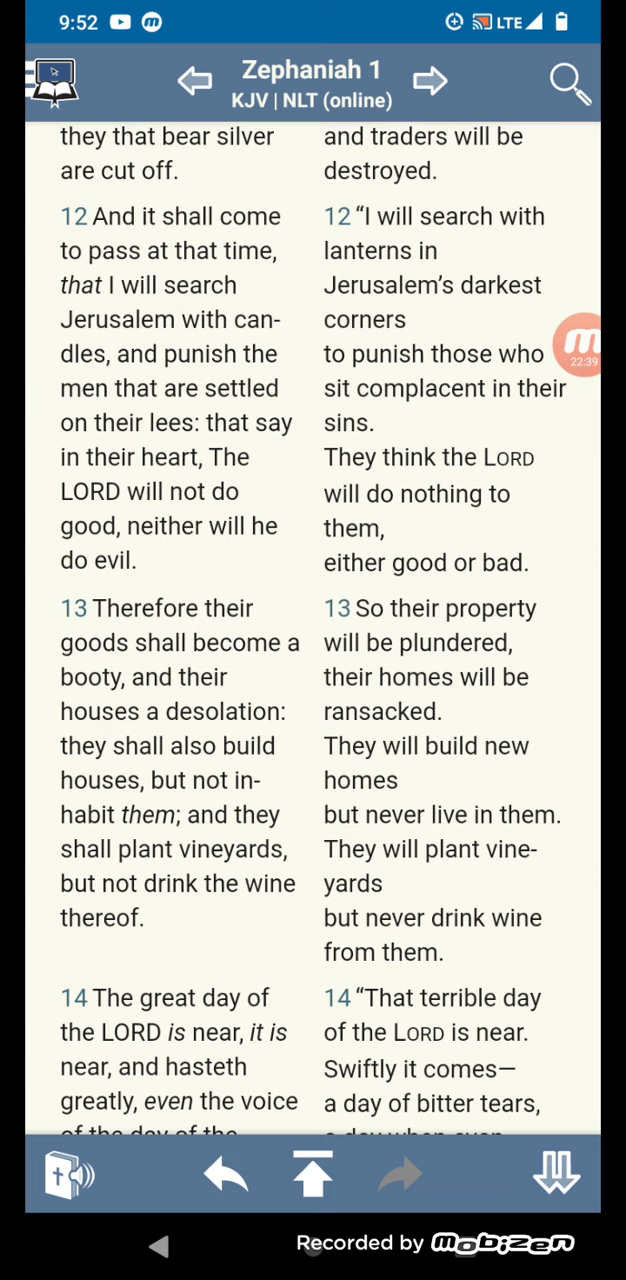 9:52
LTE
Zephaniah 1
KJV | NLT (online)
they that bear silver
are cut off.
12 And it shall come
to pass at that time,
that I will search
Jerusalem with can-
dles, and punish the
men that are settled
on their lees: that say
in their heart, The
LORD will not do
good, neither will he
do evil.
13 Therefore their
goods shall become a
booty, and their
houses a desolation:
they shall also build
houses, but not in-
habit them; and they
shall plant vineyards,
but not drink the wine
thereof.
14 The great day of
the LORD is near, it is
near, and hasteth
greatly, even the voice
of the day of the
and traders will be
destroyed.
12 “I will search with
lanterns in
Jerusalem’s darkest
corners
to punish those who
sit complacent in their
sins.
They think the LORD
will do nothing to
them,
either good or bad.
13 So their property
will be plundered,
their homes will be
ransacked.
They will build new
homes
but never live in them.
They will plant vine-
yards
but never drink wine
from them.
14 “That terrible day
of the LORD is near.
Swiftly it comes—
a day of bitter tears,
a day when even
22:39
Recorded by mobizen